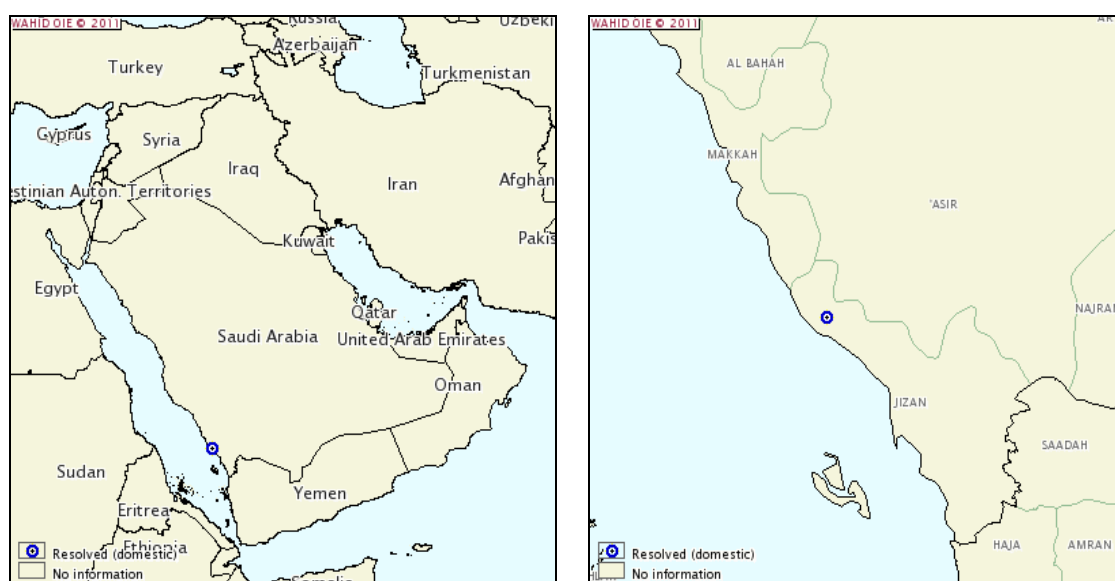 WAHID OIE © 2011
Russia
Uzbeki
Azerbaijan
Turkey
Turkmenistan
Cyprus
Syria
Iraq
Iran
Afghan
estinian Auton. Territories
Kuwait
Pakis
Egypt
Qatar
Saudi Arabia
United Arab Emirates
Oman
Sudan
Yemen
Eritrea
Ethiopia
Somalia
Resolved (domestic)
No information
WAHID OIE © 2011
AR
AL BAHAH
MAKKAH
'ASIR
NAJRAN
JIZAN
SAADAH
HAJA
AMRAN
Resolved (domestic)
No information